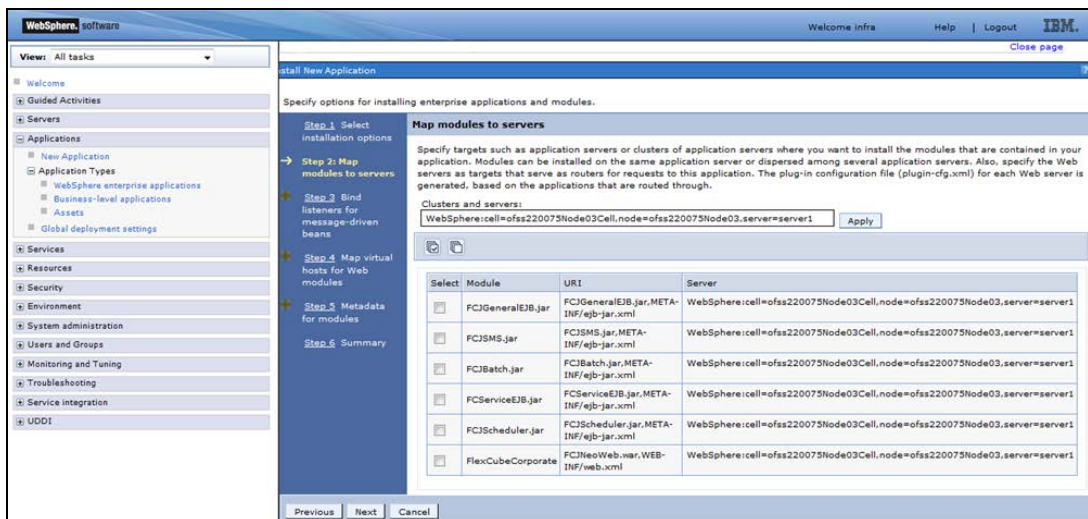 WebSphere. software
Welcome infra Help | Logout IBM.
View: All tasks
Close page
Welcome
Guided Activities
Servers
Applications
New Application
Application Types
WebSphere enterprise applications
Business-level applications
Assets
Global deployment settings
Services
Resources
Security
Environment
System administration
Users and Groups
Monitoring and Tuning
Troubleshooting
Service integration
UDDI
stall New Application ?
Specify options for installing enterprise applications and modules.
Step 1 Select
installation options
Step 2: Map
modules to servers
Step 3 Bind
listeners for
message-driven
beans
Step 4 Map virtual
hosts for Web
modules
Step 5 Metadata
for modules
Step 6 Summary
Map modules to servers
Specify targets such as application servers or clusters of application servers where you want to install the modules that are contained in your
application. Modules can be installed on the same application server or dispersed among several application servers. Also, specify the Web
servers as targets that serve as routers for requests to this application. The plug-in configuration file (plugin-cfg.xml) for each Web server is
generated, based on the applications that are routed through.
Clusters and servers:
WebSphere:cell=ofss220075Node03Cell,node=ofss220075Node03,server=server1 Apply
Select Module URI Server
FCJGeneralEJB.jar FCJGeneralEJB.jar,META-INF/ejb-jar.xml WebSphere:cell=ofss220075Node03Cell,node=ofss220075Node03,server=server1
FCJSMS.jar FCJSMS.jar,META-INF/ejb-jar.xml WebSphere:cell=ofss220075Node03Cell,node=ofss220075Node03,server=server1
FCJBatch.jar FCJBatch.jar,META-INF/ejb-jar.xml WebSphere:cell=ofss220075Node03Cell,node=ofss220075Node03,server=server1
FCServiceEJB.jar FCServiceEJB.jar,META-INF/ejb-jar.xml WebSphere:cell=ofss220075Node03Cell,node=ofss220075Node03,server=server1
FCJScheduler.jar FCJScheduler.jar,META-INF/ejb-jar.xml WebSphere:cell=ofss220075Node03Cell,node=ofss220075Node03,server=server1
FlexCubeCorporate FCJNeoWeb.war,WEB-INF/web.xml WebSphere:cell=ofss220075Node03Cell,node=ofss220075Node03,server=server1
Previous Next Cancel